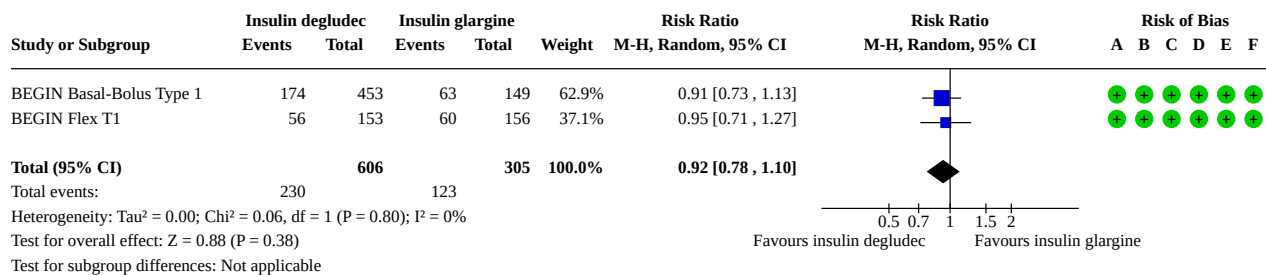 Insulin degludec Insulin glargine Risk Ratio Risk Ratio Risk of Bias
Study or Subgroup Events Total Events Total Weight M-H, Random, 95% CI M-H, Random, 95% CI A B C D E F
BEGIN Basal-Bolus Type 1 174 453 63 149 62.9% 0.91 [0.73 , 1.13] + + + + + +
BEGIN Flex T1 56 153 60 156 37.1% 0.95 [0.71 , 1.27] + + + + + +
Total (95% CI) 606 305 100.0% 0.92 [0.78 , 1.10]
Total events: 230 123
Heterogeneity: Tau² = 0.00; Chi² = 0.06, df = 1 (P = 0.80); I² = 0%
0.5 0.7 1 1.5 2
Test for overall effect: Z = 0.88 (P = 0.38) Favours insulin degludec Favours insulin glargine
Test for subgroup differences: Not applicable